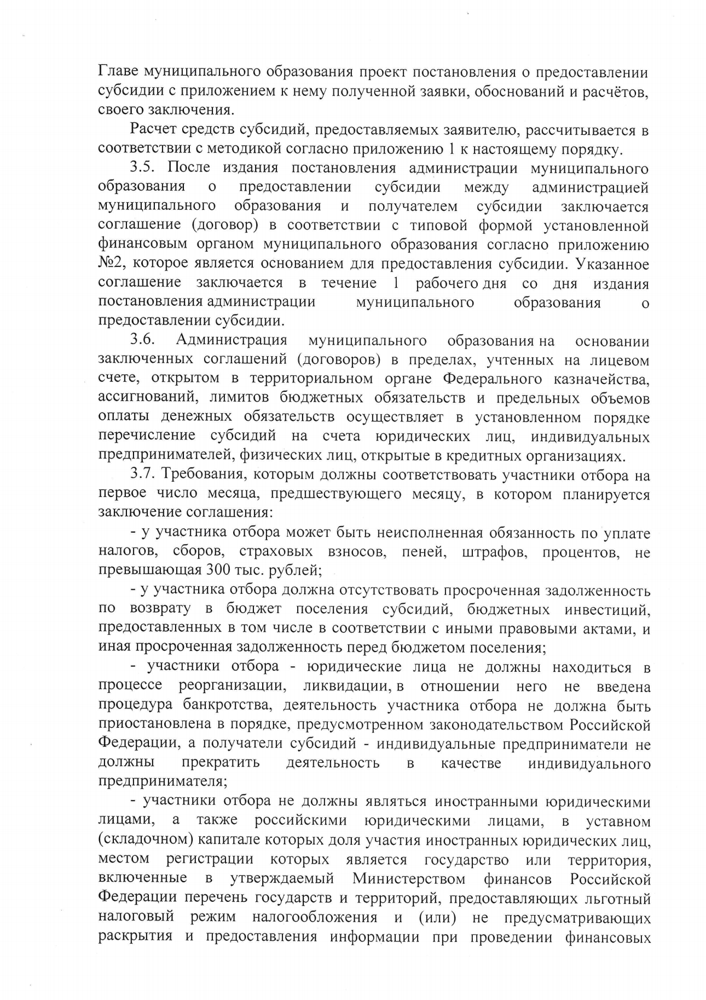 Главе муниципального образования проект постановления о предоставлении
субсидии с приложением к нему полученной заявки, обоснований и расчётов,
своего заключения.
Расчет средств субсидий, предоставляемых заявителю, рассчитывается в
соответствии с методикой согласно приложению 1 к настоящему порядку.
3.5. После издания постановления администрации муниципального
образования о предоставлении субсидии между администрацией
муниципального образования и получателем субсидии заключается
соглашение (договор) в соответствии с типовой формой установленной
финансовым органом муниципального образования согласно приложению
№2, которое является основанием для предоставления субсидии. Указанное
соглашение заключается в течение 1 рабочего дня со дня издания
постановления администрации муниципального образования о
предоставлении субсидии.
3.6. Администрация муниципального образования на основании
заключенных соглашений (договоров) в пределах, учтенных на лицевом
счете, открытом в территориальном органе Федерального казначейства,
ассигнований, лимитов бюджетных обязательств и предельных объемов
оплаты денежных обязательств осуществляет в установленном порядке
перечисление субсидий на счета юридических лиц, индивидуальных
предпринимателей, физических лиц, открытые в кредитных организациях.
3.7. Требования, которым должны соответствовать участники отбора на
первое число месяца, предшествующего месяцу, в котором планируется
заключение соглашения:
- у участника отбора может быть неисполненная обязанность по уплате
налогов, сборов, страховых взносов, пеней, штрафов, процентов, не
превышающая 300 тыс. рублей;
- у участника отбора должна отсутствовать просроченная задолженность
по возврату в бюджет поселения субсидий, бюджетных инвестиций,
предоставленных в том числе в соответствии с иными правовыми актами, и
иная просроченная задолженность перед бюджетом поселения;
- участники отбора - юридические лица не должны находиться в
процессе реорганизации, ликвидации, в отношении него не введена
процедура банкротства, деятельность участника отбора не должна быть
приостановлена в порядке, предусмотренном законодательством Российской
Федерации, а получатели субсидий - индивидуальные предприниматели не
должны прекратить деятельность в качестве индивидуального
предпринимателя;
- участники отбора не должны являться иностранными юридическими
лицами, а также российскими юридическими лицами, в уставном
(складочном) капитале которых доля участия иностранных юридических лиц,
местом регистрации которых является государство или территория,
включенные в утверждаемый Министерством финансов Российской
Федерации перечень государств и территорий, предоставляющих льготный
налоговый режим налогообложения и (или) не предусматривающих
раскрытия и предоставления информации при проведении финансовых